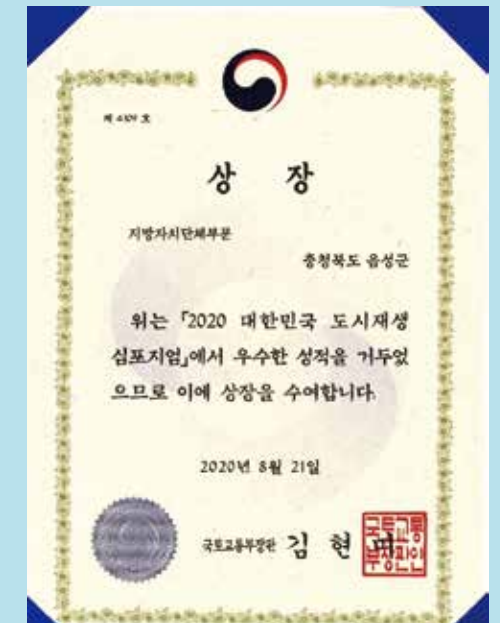 상 장
지방자치단체부문
충청북도 음성군
위는 「2020 대한민국 도시재생
심포지엄」에서 우수한 성적을 거두었
으므로 이에 상장을 수여합니다.
2020년 8월 21일
국토교통부장관 김 현 미
국토교통
부장관인